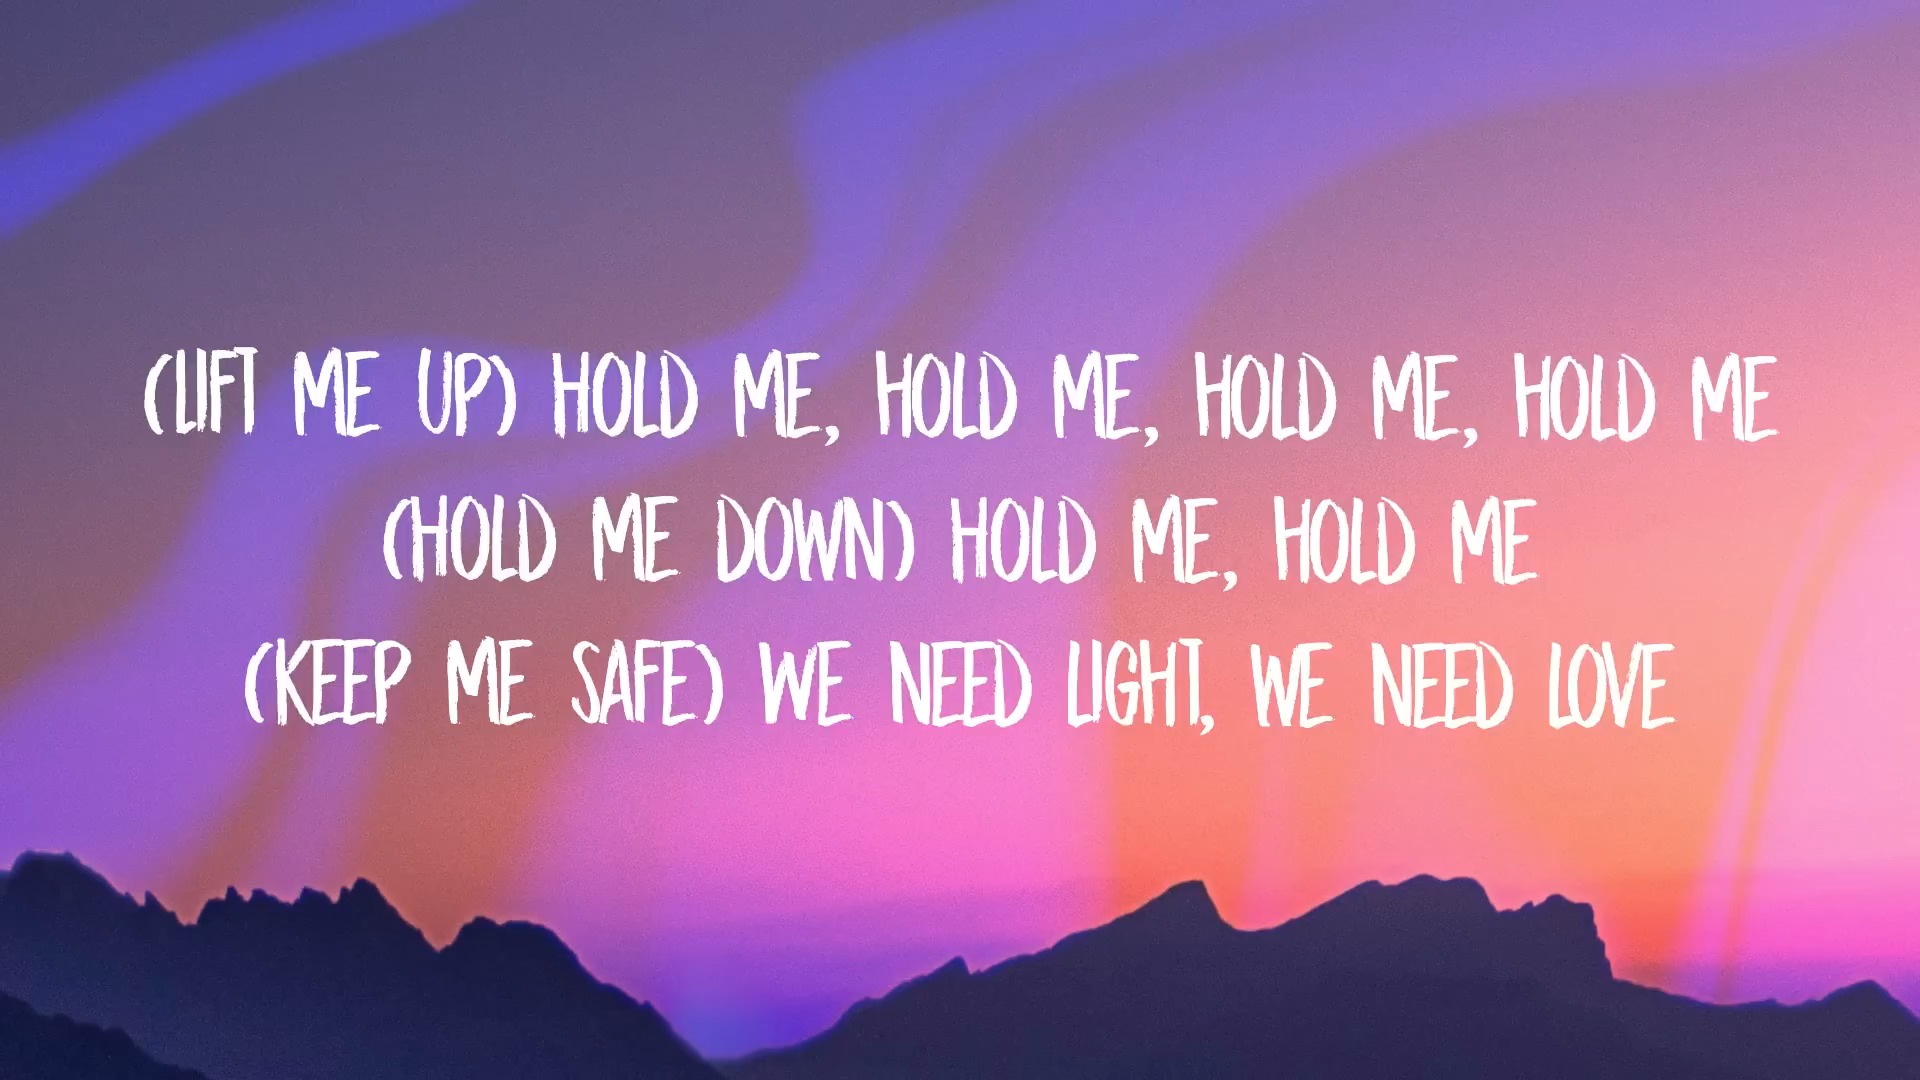 (LIFT ME UP) HOLD ME, HOLD ME, HOLD ME, HOLD ME
(HOLD ME DOWN) HOLD ME, HOLD ME
(KEEP ME SAFE) WE NEED LIGHT, WE NEED LOVE